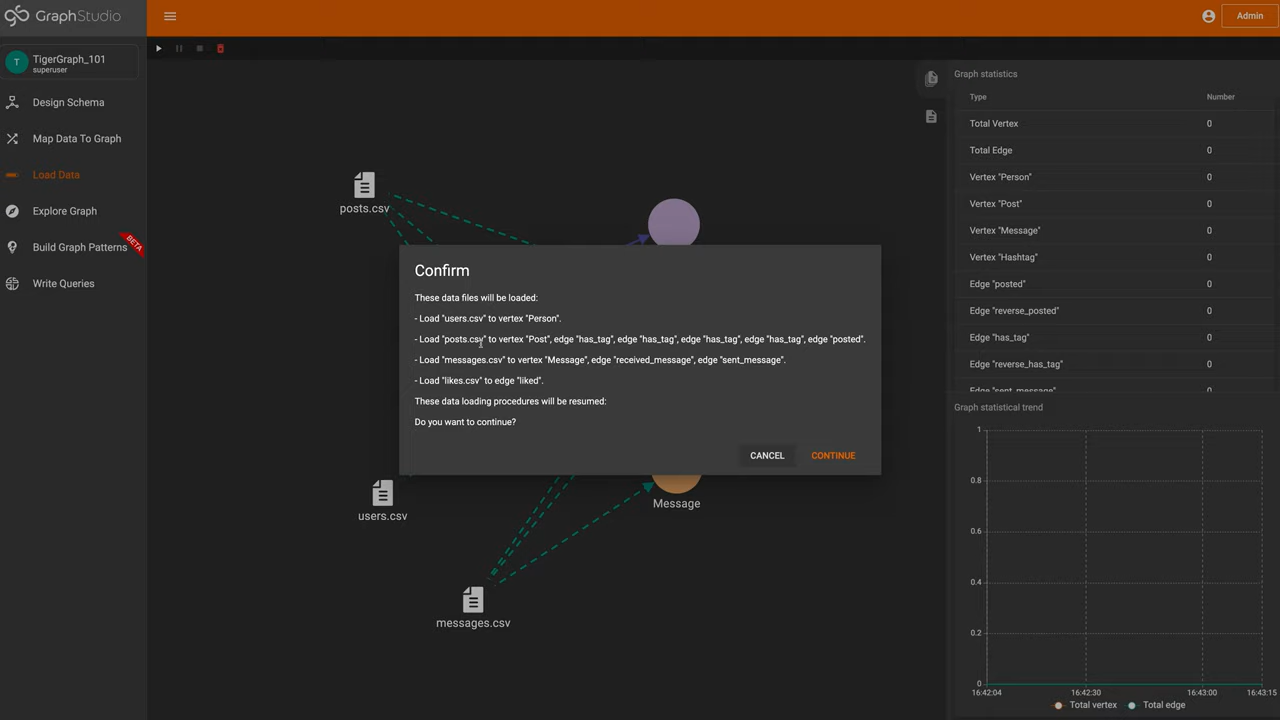 GraphStudio
Admin
T
TigerGraph_101
superuser
Design Schema
Map Data To Graph
Load Data
Explore Graph
Build Graph Patterns
BETA
Write Queries
posts.csv
users.csv
messages.csv
Message
Confirm
These data files will be loaded:
- Load "users.csv" to vertex "Person".
- Load "posts.csv" to vertex "Post", edge "has_tag", edge "has_tag", edge "has_tag", edge "has_tag", edge "posted".
- Load "messages.csv" to vertex "Message", edge "received_message", edge "sent_message".
- Load "likes.csv" to edge "liked".
These data loading procedures will be resumed:
Do you want to continue?
CANCEL CONTINUE
Graph statistics
Type Number
Total Vertex 0
Total Edge 0
Vertex "Person" 0
Vertex "Post" 0
Vertex "Message" 0
Vertex "Hashtag" 0
Edge "posted" 0
Edge "reverse_posted" 0
Edge "has_tag" 0
Edge "reverse_has_tag" 0
Edge "sent_message" 0
Graph statistical trend
1
0.8
0.6
0.4
0.2
0
16:42:04 16:42:30 16:43:00 16:43:15
Total vertex Total edge